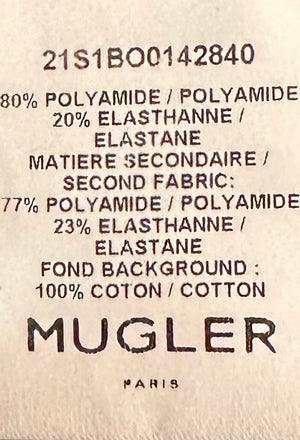 21S1BO0142840
80% POLYAMIDE / POLYAMIDE
20% ELASTHANNE /
ELASTANE
MATIERE SECONDAIRE /
SECOND FABRIC:
77% POLYAMIDE / POLYAMIDE
23% ELASTHANNE /
ELASTANE
FOND BACKGROUND :
100% COTON / COTTON
MUGLER
PARIS